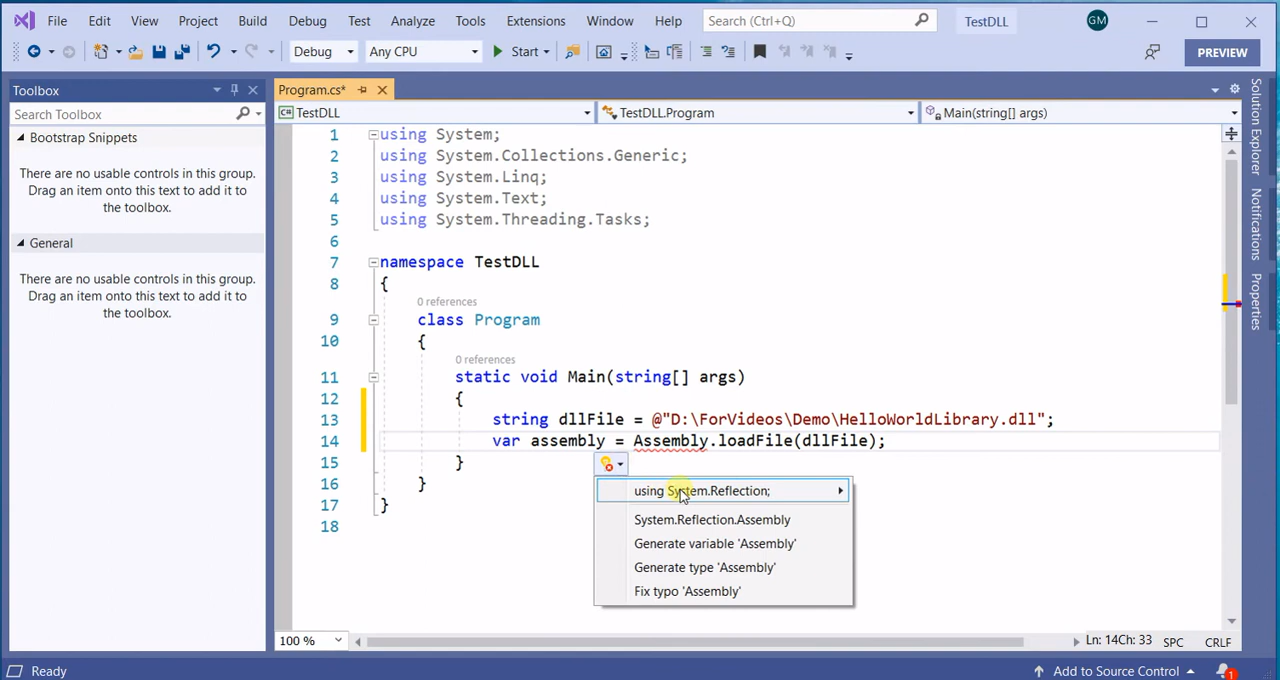 File Edit View Project Build Debug Test Analyze Tools Extensions Window Help Search (Ctrl+Q) TestDLL GM
Debug Any CPU Start PREVIEW
Toolbox
Search Toolbox
Bootstrap Snippets
There are no usable controls in this group.
Drag an item onto this text to add it to
the toolbox.
General
There are no usable controls in this group.
Drag an item onto this text to add it to
the toolbox.
Program.cs*
C# TestDLL TestDLL.Program Main(string[] args)
1 using System;
2 using System.Collections.Generic;
3 using System.Linq;
4 using System.Text;
5 using System.Threading.Tasks;
6
7 namespace TestDLL
8 {
0 references
9 class Program
10 {
0 references
11 static void Main(string[] args)
12 {
13 string dllFile = @"D:\ForVideos\Demo\HelloWorldLibrary.dll";
14 var assembly = Assembly.loadFile(dllFile);
15 }
16 }
17 }
18
using System.Reflection;
System.Reflection.Assembly
Generate variable 'Assembly'
Generate type 'Assembly'
Fix typo 'Assembly'
Solution Explorer
Notifications
Properties
100 % Ln: 14 Ch: 33 SPC CRLF
Ready Add to Source Control 1